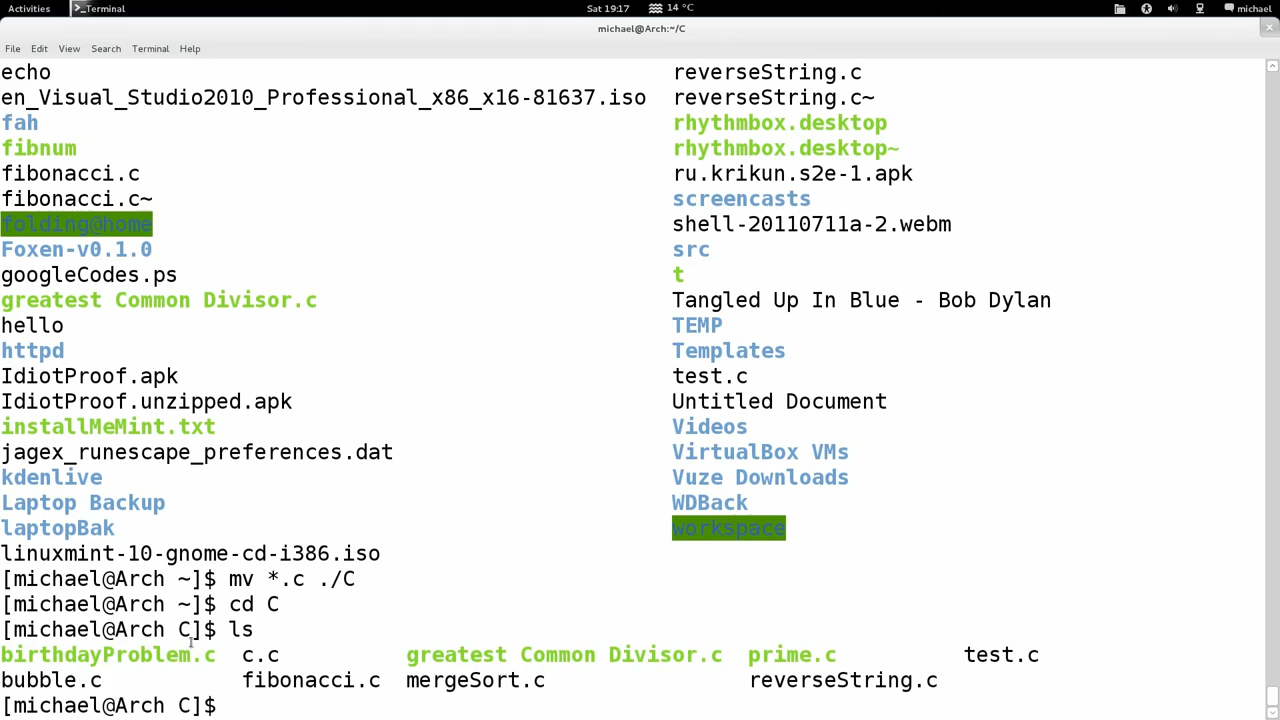 Activities Terminal Sat 19:17 14 °C michael
michael@Arch:~/C
File Edit View Search Terminal Help
echo reverseString.c
en_Visual_Studio2010_Professional_x86_x16-81637.iso reverseString.c~
fah rhythmbox.desktop
fibnum rhythmbox.desktop~
fibonacci.c ru.krikun.s2e-1.apk
fibonacci.c~ screencasts
folding@home shell-20110711a-2.webm
Foxen-v0.1.0 src
googleCodes.ps t
greatest Common Divisor.c Tangled Up In Blue - Bob Dylan
hello TEMP
httpd Templates
IdiotProof.apk test.c
IdiotProof.unzipped.apk Untitled Document
installMeMint.txt Videos
jagex_runescape_preferences.dat VirtualBox VMs
kdenlive Vuze Downloads
Laptop Backup WDBack
laptopBak workspace
linuxmint-10-gnome-cd-i386.iso
[michael@Arch ~]$ mv *.c ./C
[michael@Arch ~]$ cd C
[michael@Arch C]$ ls
birthdayProblem.c c.c greatest Common Divisor.c prime.c test.c
bubble.c fibonacci.c mergeSort.c reverseString.c
[michael@Arch C]$